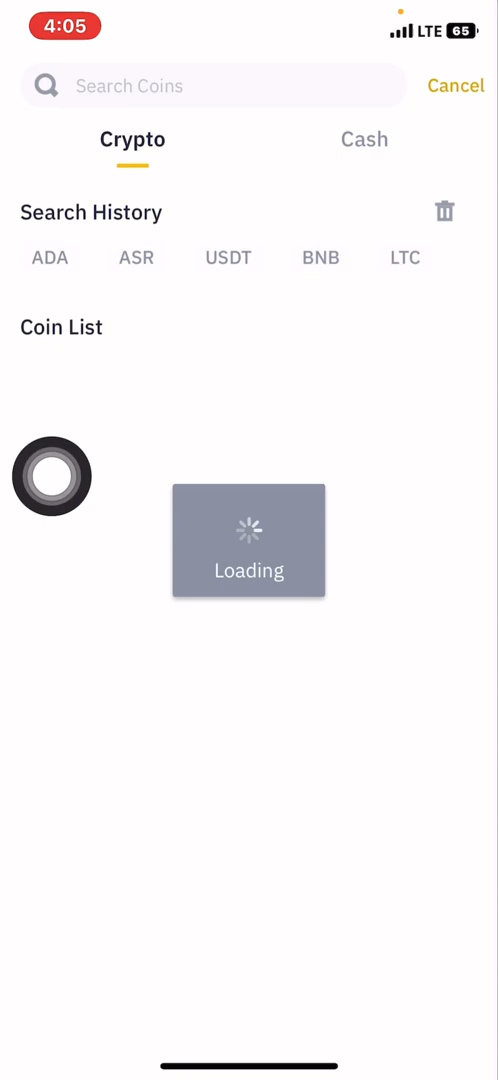 4:05
LTE 65
Search Coins
Cancel
Crypto Cash
Search History
ADA ASR USDT BNB LTC
Coin List
Loading